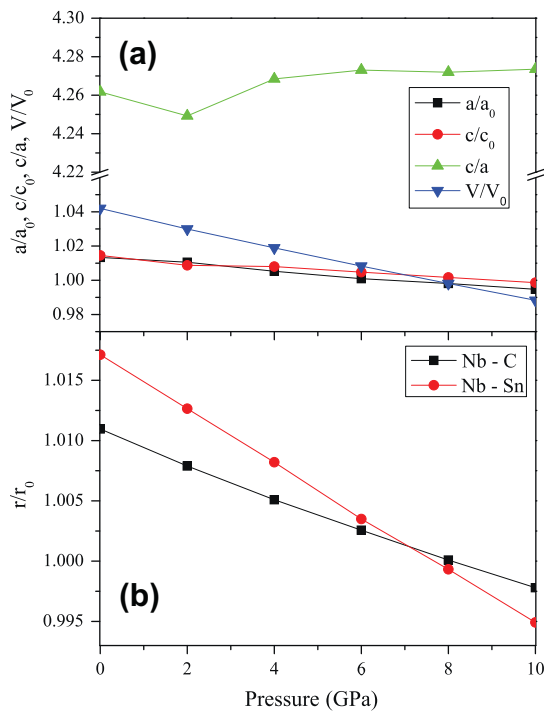 (a)
4.30
4.28
4.26
4.24
4.22
1.04
1.02
1.00
0.98
a/a₀, c/c₀, c/a, V/V₀
a/a₀
c/c₀
c/a
V/V₀
(b)
1.015
1.010
1.005
1.000
0.995
r/r₀
Nb - C
Nb - Sn
0 2 4 6 8 10
Pressure (GPa)